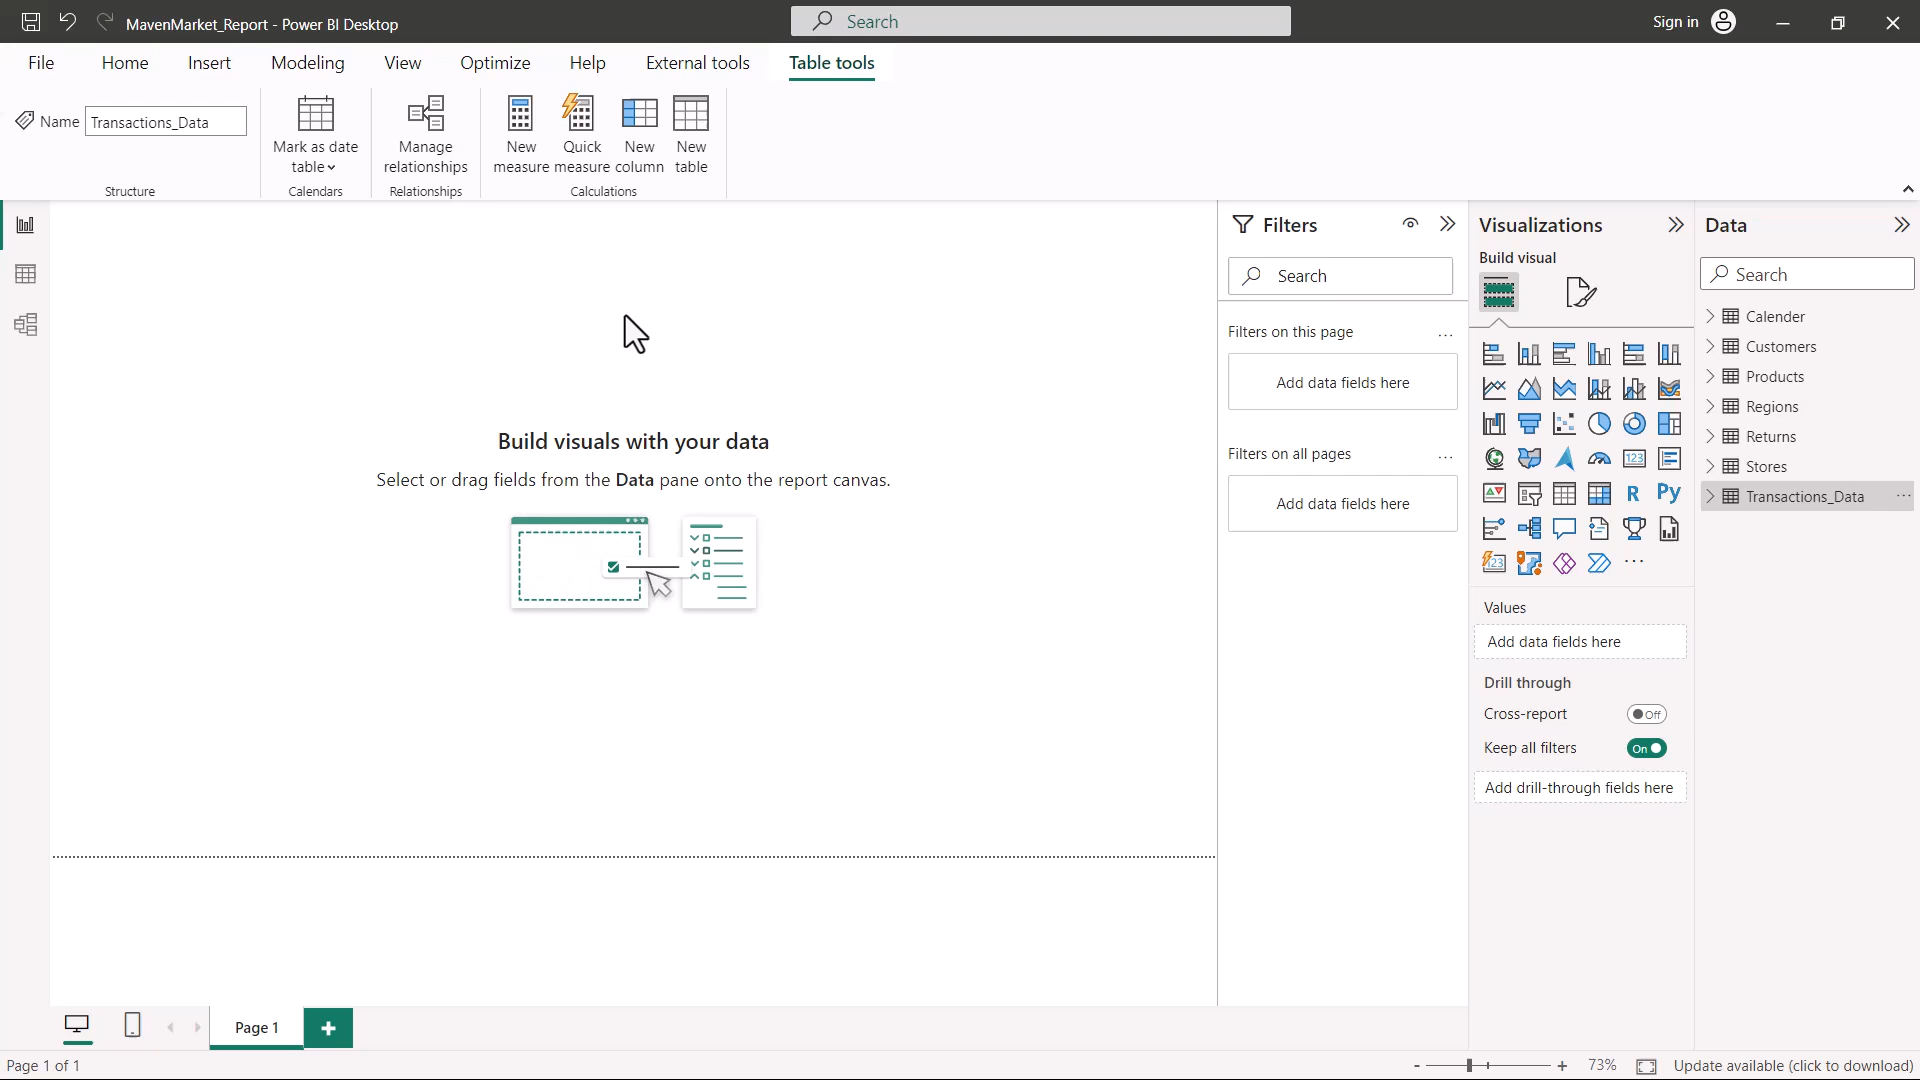 MavenMarket_Report - Power BI Desktop
Search
Sign in
File
Home
Insert
Modeling
View
Optimize
Help
External tools
Table tools
Name
Transactions_Data
Mark as date
table
Manage
relationships
New
measure
Quick
measure
New
column
New
table
Structure
Calendars
Relationships
Calculations
Build visuals with your data
Select or drag fields from the Data pane onto the report canvas.
Filters
Search
Filters on this page
...
Add data fields here
Filters on all pages
...
Add data fields here
Visualizations
Build visual
123
R
Py
123
...
Values
Add data fields here
Drill through
Cross-report
Off
Keep all filters
On
Add drill-through fields here
Data
Search
Calender
Customers
Products
Regions
Returns
Stores
Transactions_Data
...
Page 1
+
Page 1 of 1
-
+
73%
Update available (click to download)